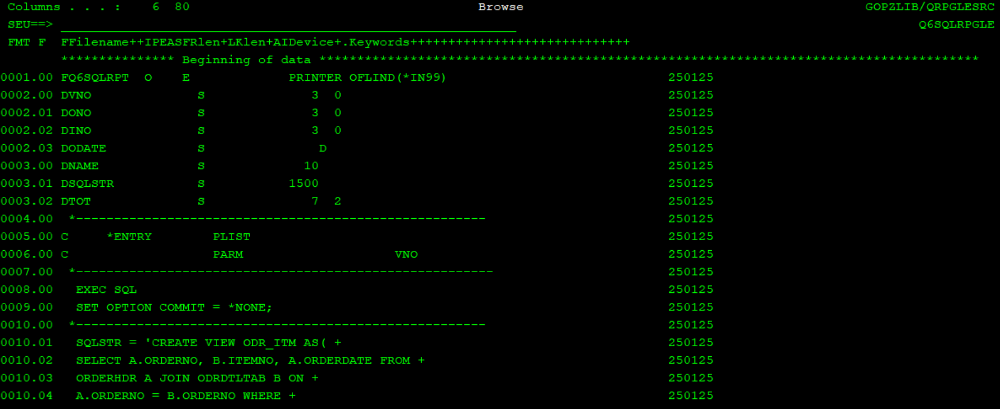 Columns . . . :    6  80                                      Browse                                             GOPZLIB/QRPGLESRC
SEU==> ____________________________________________________________                                                     Q6SQLRPGLE
FMT F  FFilename++IPEASFRlen+LKlen+AIDevice+.Keywords+++++++++++++++++++++++++++++
*************** Beginning of data ***************************************************************************************
0001.00 FQ6SQLRPT  O    E             PRINTER OFLIND(*IN99)                             250125
0002.00 DVNO              S              3  0                                           250125
0002.01 DONO              S              3  0                                           250125
0002.02 DINO              S              3  0                                           250125
0002.03 DODATE            S               D                                             250125
0003.00 DNAME             S             10                                              250125
0003.01 DSQLSTR           S           1500                                              250125
0003.02 DTOT              S              7  2                                           250125
0004.00  *------------------------------------------------------                        250125
0005.00 C     *ENTRY        PLIST                                                       250125
0006.00 C                   PARM                    VNO                                 250125
0007.00  *-------------------------------------------------------                       250125
0008.00   EXEC SQL                                                                      250125
0009.00   SET OPTION COMMIT = *NONE;                                                    250125
0010.00  *------------------------------------------------------                        250125
0010.01   SQLSTR = 'CREATE VIEW ODR_ITM AS( +                                           250125
0010.02   SELECT A.ORDERNO, B.ITEMNO, A.ORDERDATE FROM +                                250125
0010.03   ORDERHDR A JOIN ODRDTLTAB B ON +                                              250125
0010.04   A.ORDERNO = B.ORDERNO WHERE +                                                 250125